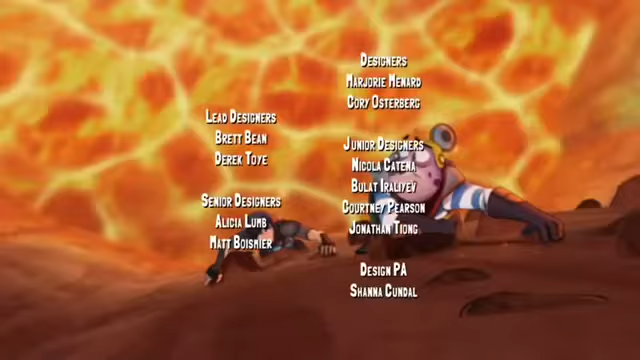 Lead Designers
Brett Bean
Derek Toye
Senior Designers
Alicia Lumb
Matt Boismier
Designers
Marjorie Menard
Cory Osterberg
Junior Designers
Nicola Catena
Bulat Iraliyev
Courtney Pearson
Jonathan Tiong
Design PA
Shanna Cundal